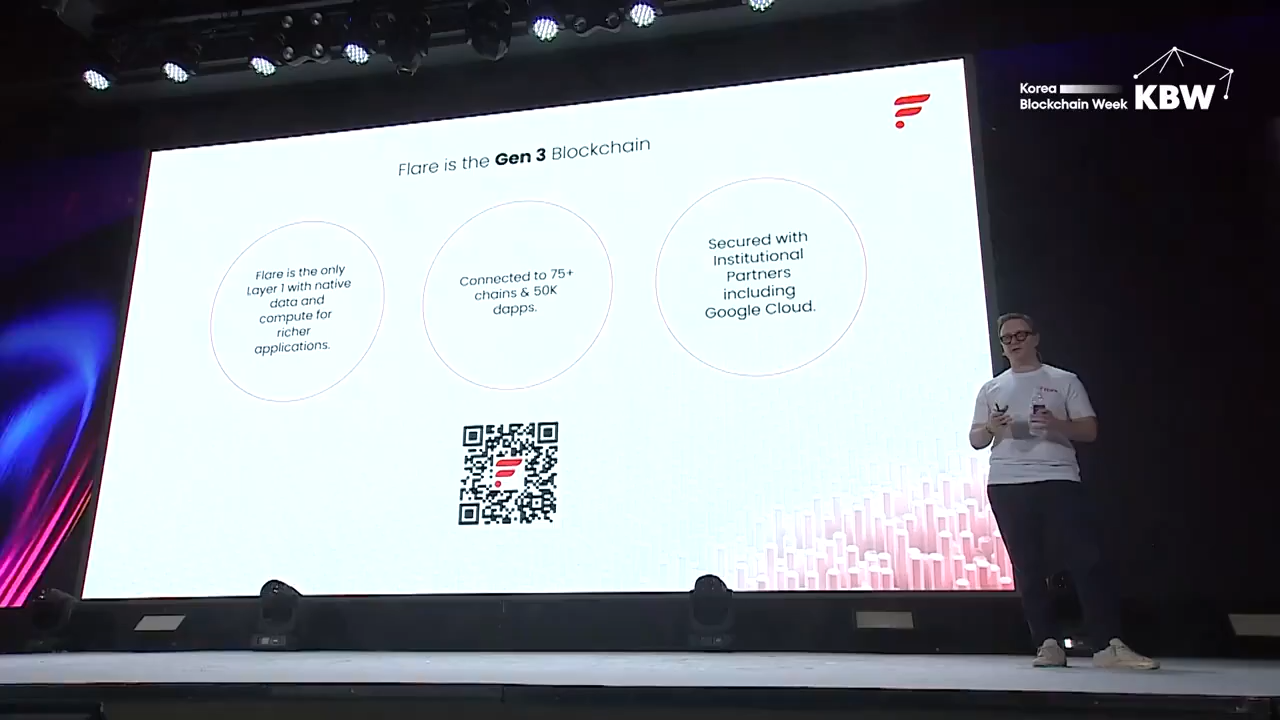 Korea
Blockchain Week KBW
Flare is the Gen 3 Blockchain
Flare is the only
Layer 1 with native
data and
compute for
richer
applications.
Connected to 75+
chains & 50K
dapps.
Secured with
Institutional
Partners
including
Google Cloud.